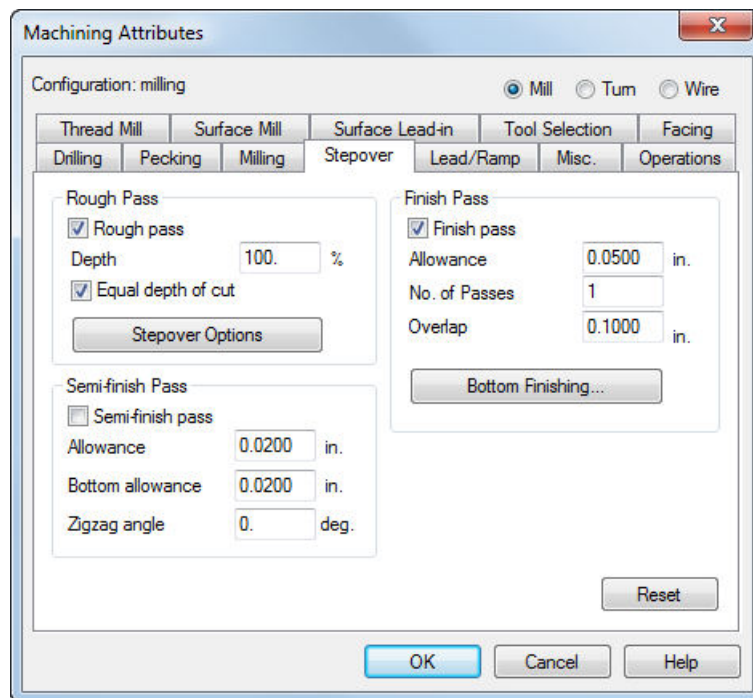 Machining Attributes
Configuration: milling
Mill
Turn
Wire
Thread Mill
Surface Mill
Surface Lead-in
Tool Selection
Facing
Drilling
Pecking
Milling
Stepover
Lead/Ramp
Misc.
Operations
Rough Pass
Rough pass
Depth 100. %
Equal depth of cut
Stepover Options
Semi-finish Pass
Semi-finish pass
Allowance 0.0200 in.
Bottom allowance 0.0200 in.
Zigzag angle 0. deg.
Finish Pass
Finish pass
Allowance 0.0500 in.
No. of Passes 1
Overlap 0.1000 in.
Bottom Finishing...
Reset
OK
Cancel
Help